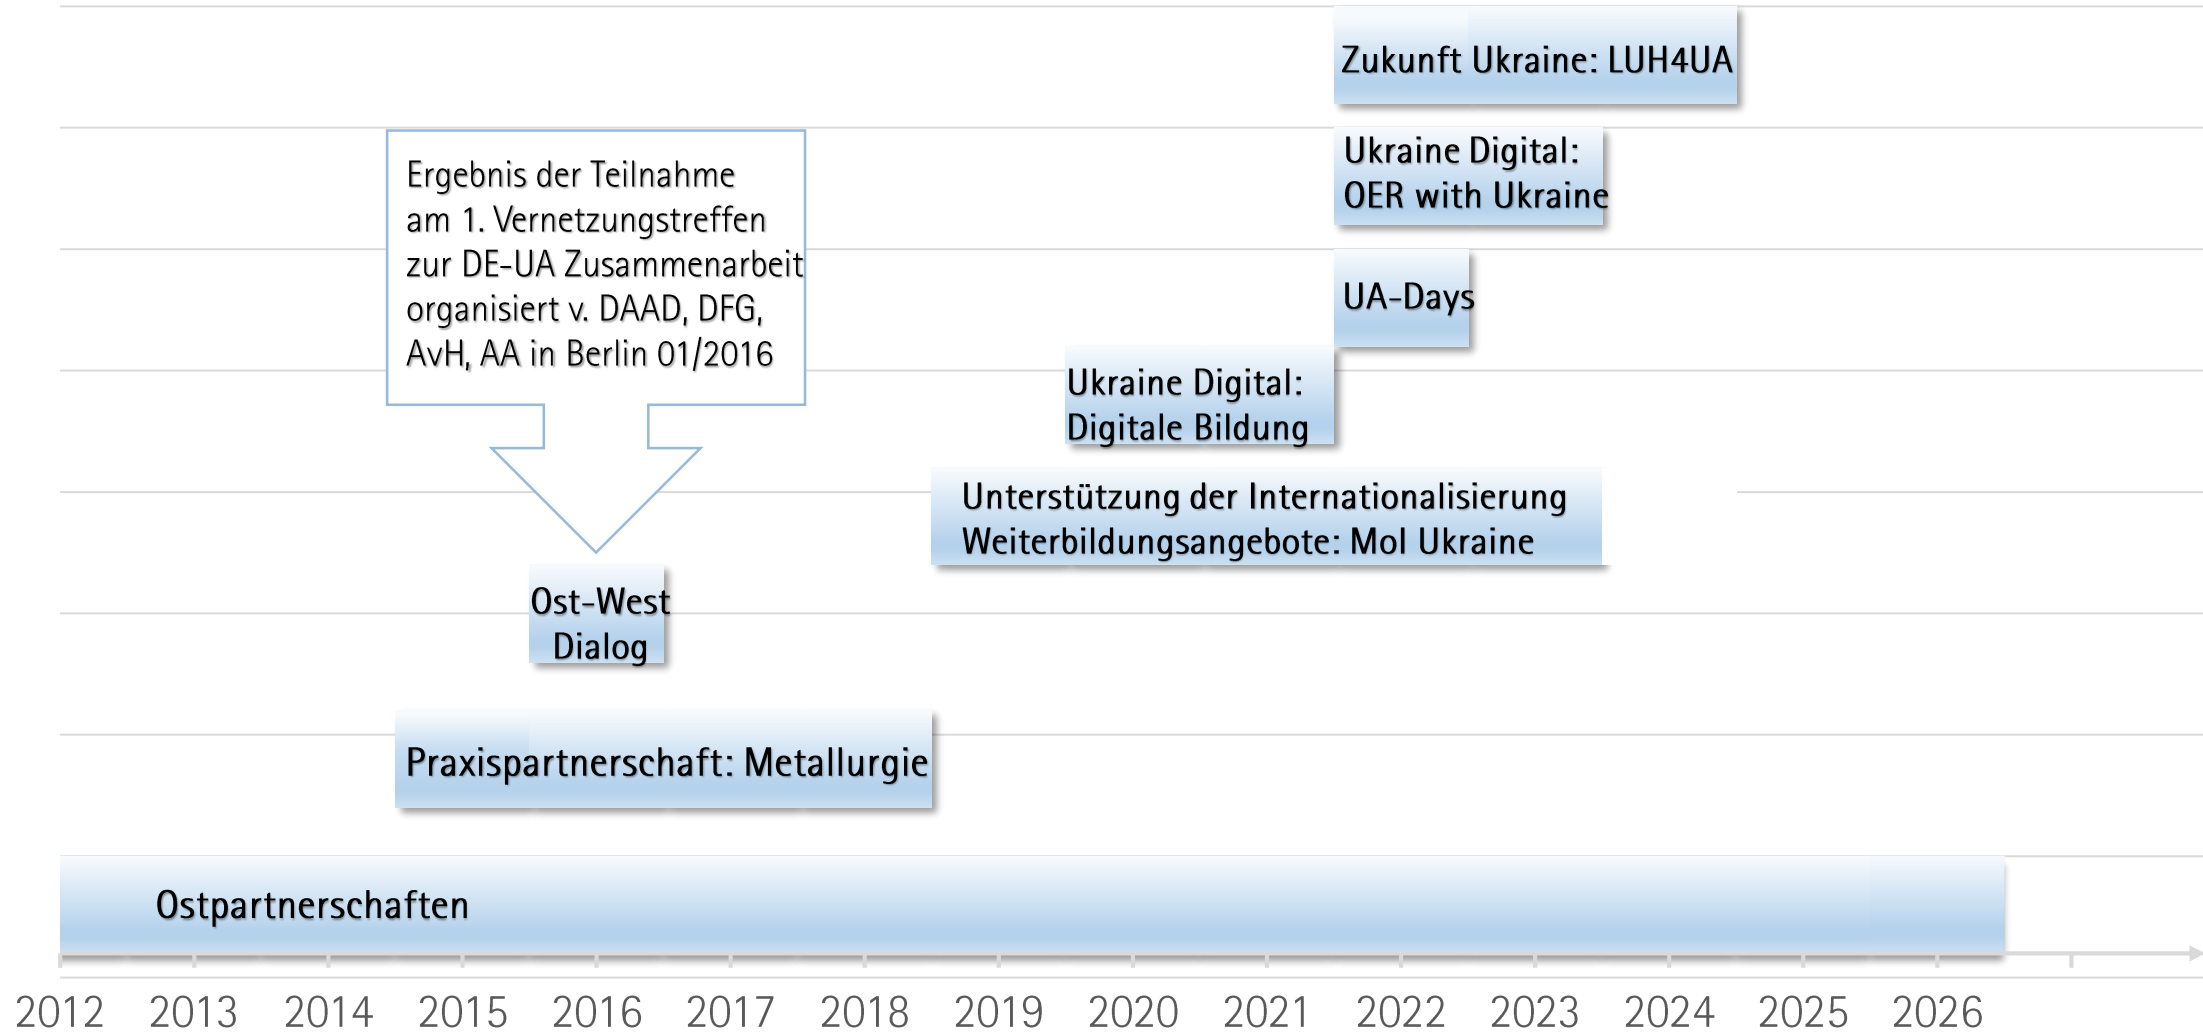 Zukunft Ukraine: LUH4UA
Ukraine Digital:
OER with Ukraine
Ergebnis der Teilnahme
am 1. Vernetzungstreffen
zur DE-UA Zusammenarbeit
organisiert v. DAAD, DFG,
AvH, AA in Berlin 01/2016
UA-Days
Ukraine Digital:
Digitale Bildung
Unterstützung der Internationalisierung
Weiterbildungsangebote: MoI Ukraine
Ost-West
Dialog
Praxispartnerschaft: Metallurgie
Ostpartnerschaften
2012 2013 2014 2015 2016 2017 2018 2019 2020 2021 2022 2023 2024 2025 2026